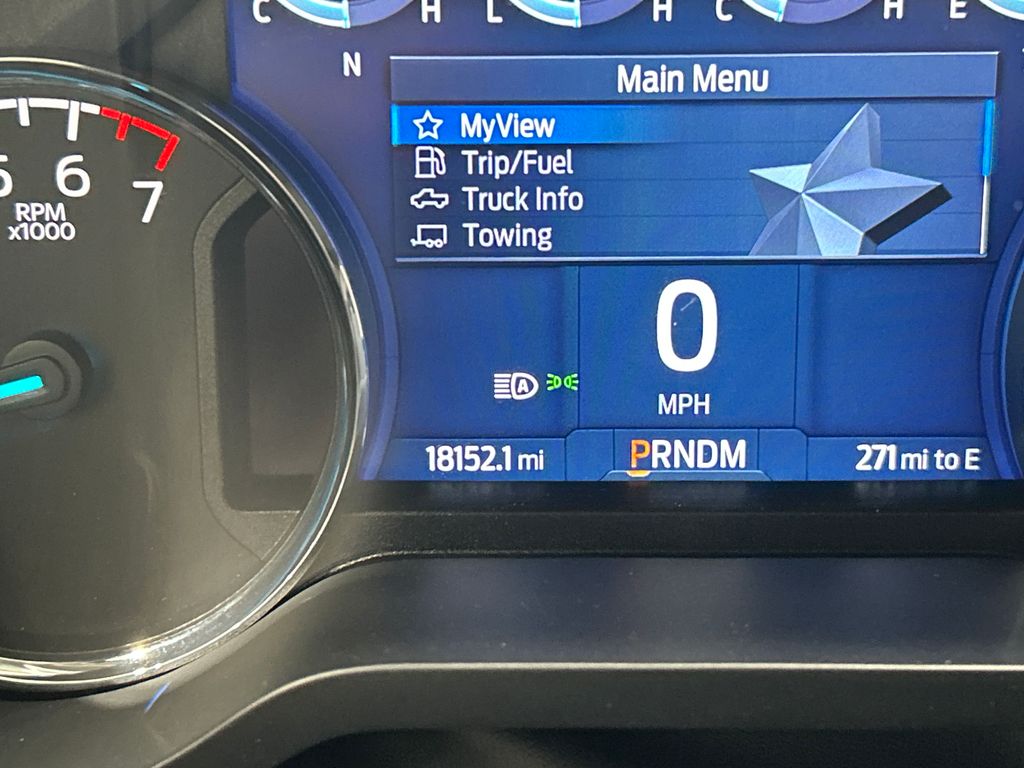 C H L H C H E
N
Main Menu
MyView
Trip/Fuel
Truck Info
Towing
5 6 7
RPM
x1000
0
MPH
A
18152.1 mi
PRNDM
271 mi to E